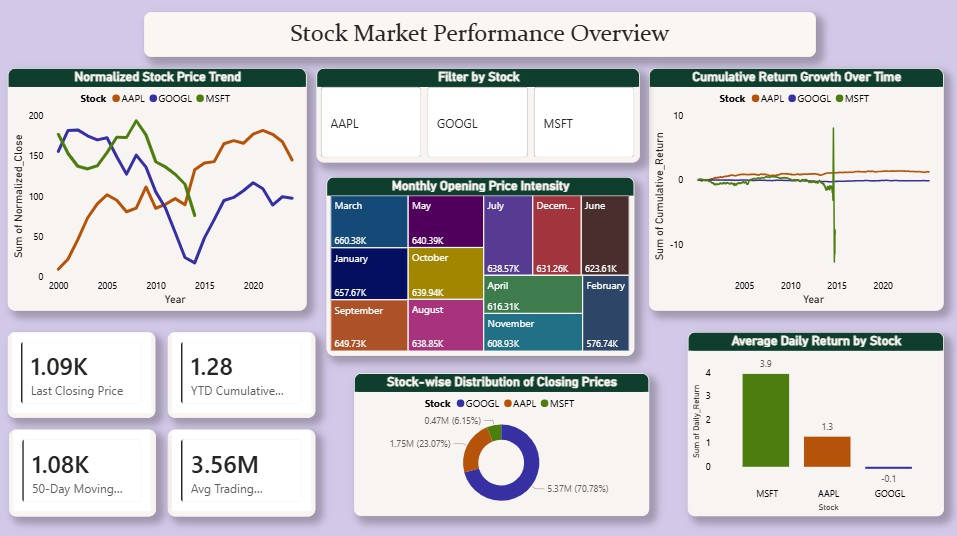 Stock Market Performance Overview
Normalized Stock Price Trend
Stock AAPL GOOGL MSFT
Sum of Normalized_Close
200
150
100
50
0
2000 2005 2010 2015 2020
Year
Filter by Stock
AAPL GOOGL MSFT
Cumulative Return Growth Over Time
Stock AAPL GOOGL MSFT
Sum of Cumulative_Return
10
0
-10
2005 2010 2015 2020
Year
Monthly Opening Price Intensity
March
660.38K
January
657.67K
September
649.73K
May
640.39K
October
639.94K
August
638.85K
July
638.57K
Decem...
631.26K
June
623.61K
April
616.31K
November
608.93K
February
576.74K
1.09K
Last Closing Price
1.28
YTD Cumulative...
1.08K
50-Day Moving...
3.56M
Avg Trading...
Stock-wise Distribution of Closing Prices
Stock GOOGL AAPL MSFT
0.47M (6.15%)
1.75M (23.07%)
5.37M (70.78%)
Average Daily Return by Stock
Sum of Daily_Return
4
3
2
1
0
3.9
1.3
-0.1
MSFT AAPL GOOGL
Stock